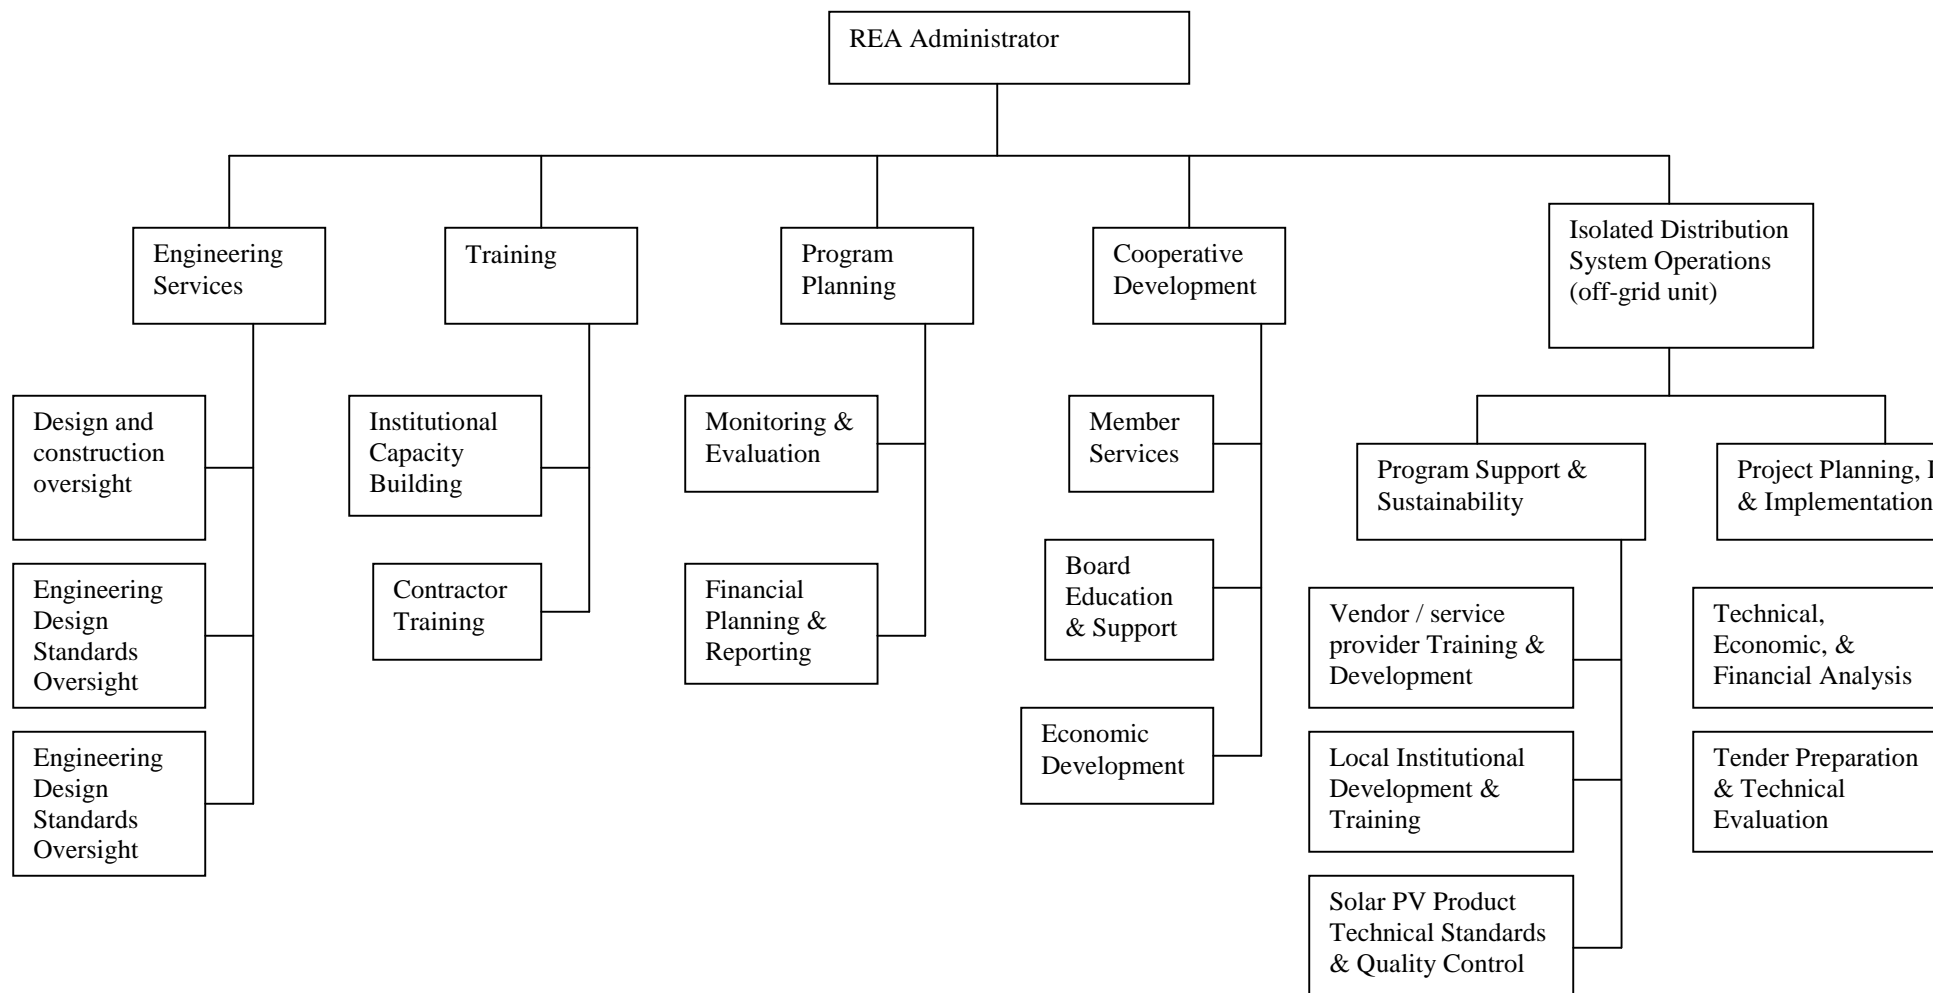 REA Administrator
Engineering
Services
Training
Program
Planning
Cooperative
Development
Isolated Distribution
System Operations
(off-grid unit)
Design and
construction
oversight
Engineering
Design
Standards
Oversight
Engineering
Design
Standards
Oversight
Institutional
Capacity
Building
Contractor
Training
Monitoring &
Evaluation
Financial
Planning &
Reporting
Member
Services
Board
Education
& Support
Economic
Development
Program Support &
Sustainability
Vendor / service
provider Training &
Development
Local Institutional
Development &
Training
Solar PV Product
Technical Standards
& Quality Control
Project Planning,
& Implementation
Technical,
Economic, &
Financial Analysis
Tender Preparation
& Technical
Evaluation